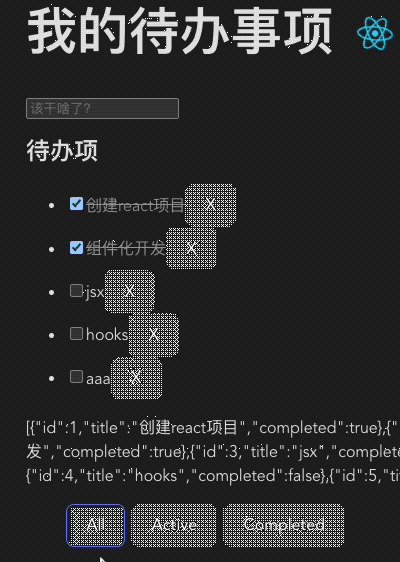 我的待办事项
该干啥了?
待办项
创建react项目 X
组件化开发 X
jsx X
hooks X
aaa X
[{"id":1,"title":"创建react项目","completed":true},{"
发","completed":true},{"id":3,"title":"jsx","complete
{"id":4,"title":"hooks","completed":false},{"id":5,"ti
All Active Completed